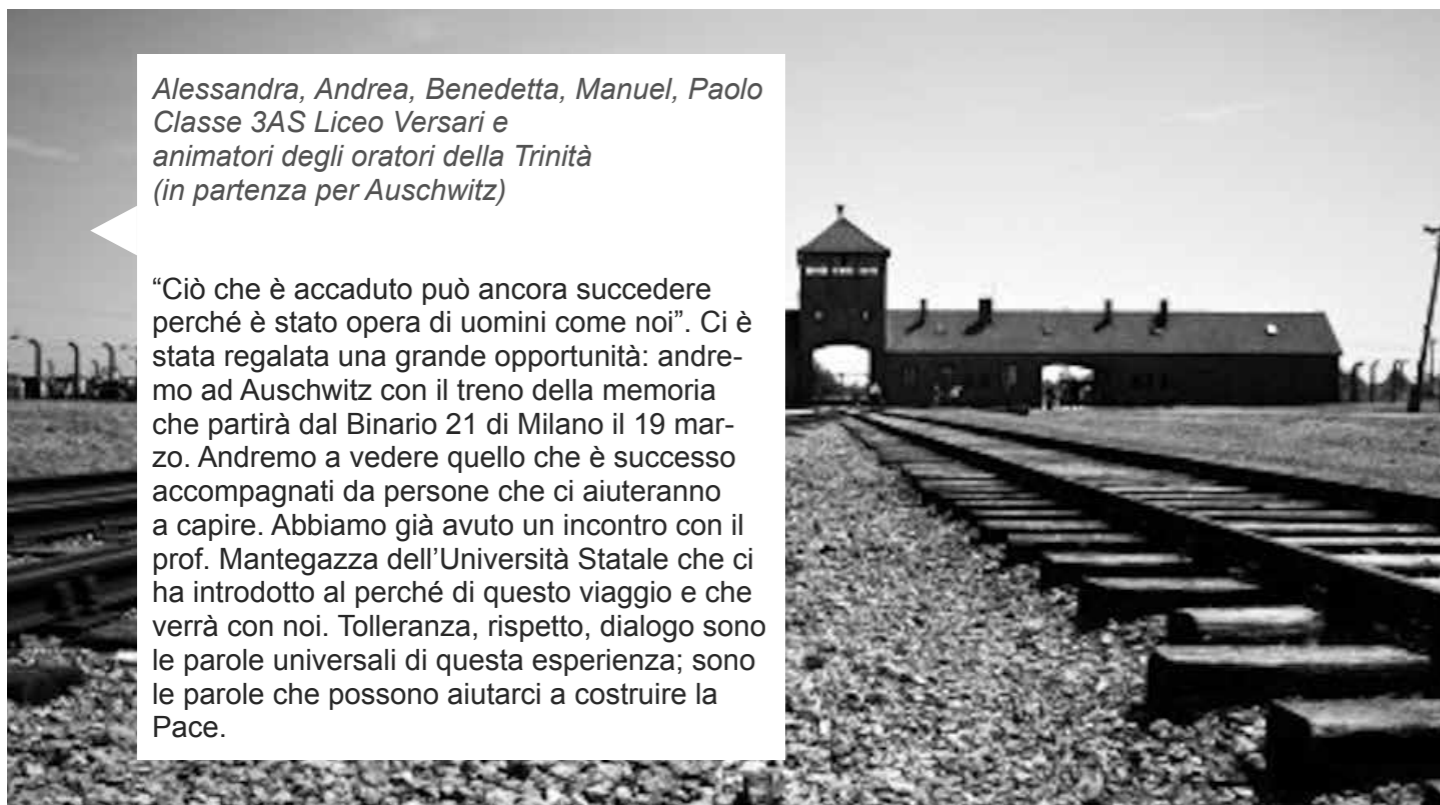 Alessandra, Andrea, Benedetta, Manuel, Paolo
Classe 3AS Liceo Versari e
animatori degli oratori della Trinità
(in partenza per Auschwitz)
“Ciò che è accaduto può ancora succedere
perché è stato opera di uomini come noi”. Ci è
stata regalata una grande opportunità: andre-
mo ad Auschwitz con il treno della memoria
che partirà dal Binario 21 di Milano il 19 mar-
zo. Andremo a vedere quello che è successo
accompagnati da persone che ci aiuteranno
a capire. Abbiamo già avuto un incontro con il
prof. Mantegazza dell’Università Statale che ci
ha introdotto al perché di questo viaggio e che
verrà con noi. Tolleranza, rispetto, dialogo sono
le parole universali di questa esperienza; sono
le parole che possono aiutarci a costruire la
Pace.